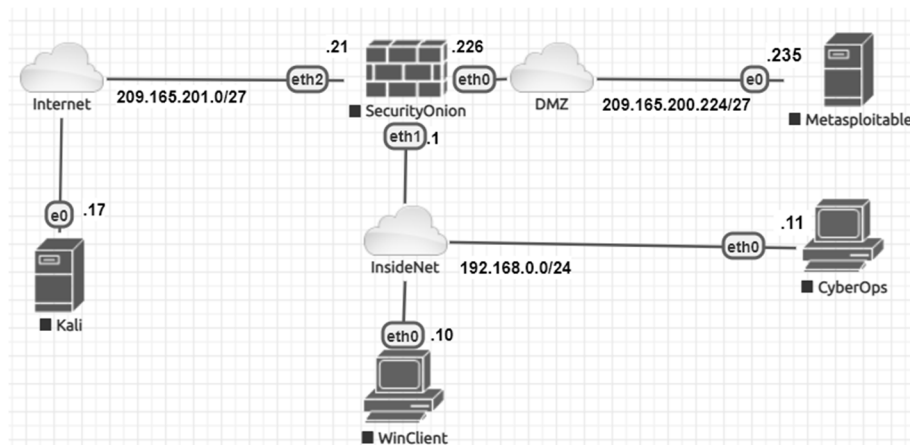 .21
.226
.235
eth2
eth0
e0
Internet
209.165.201.0/27
SecurityOnion
DMZ
209.165.200.224/27
Metasploitable
eth1
.1
e0
.17
.11
eth0
InsideNet
192.168.0.0/24
CyberOps
Kali
eth0
.10
WinClient